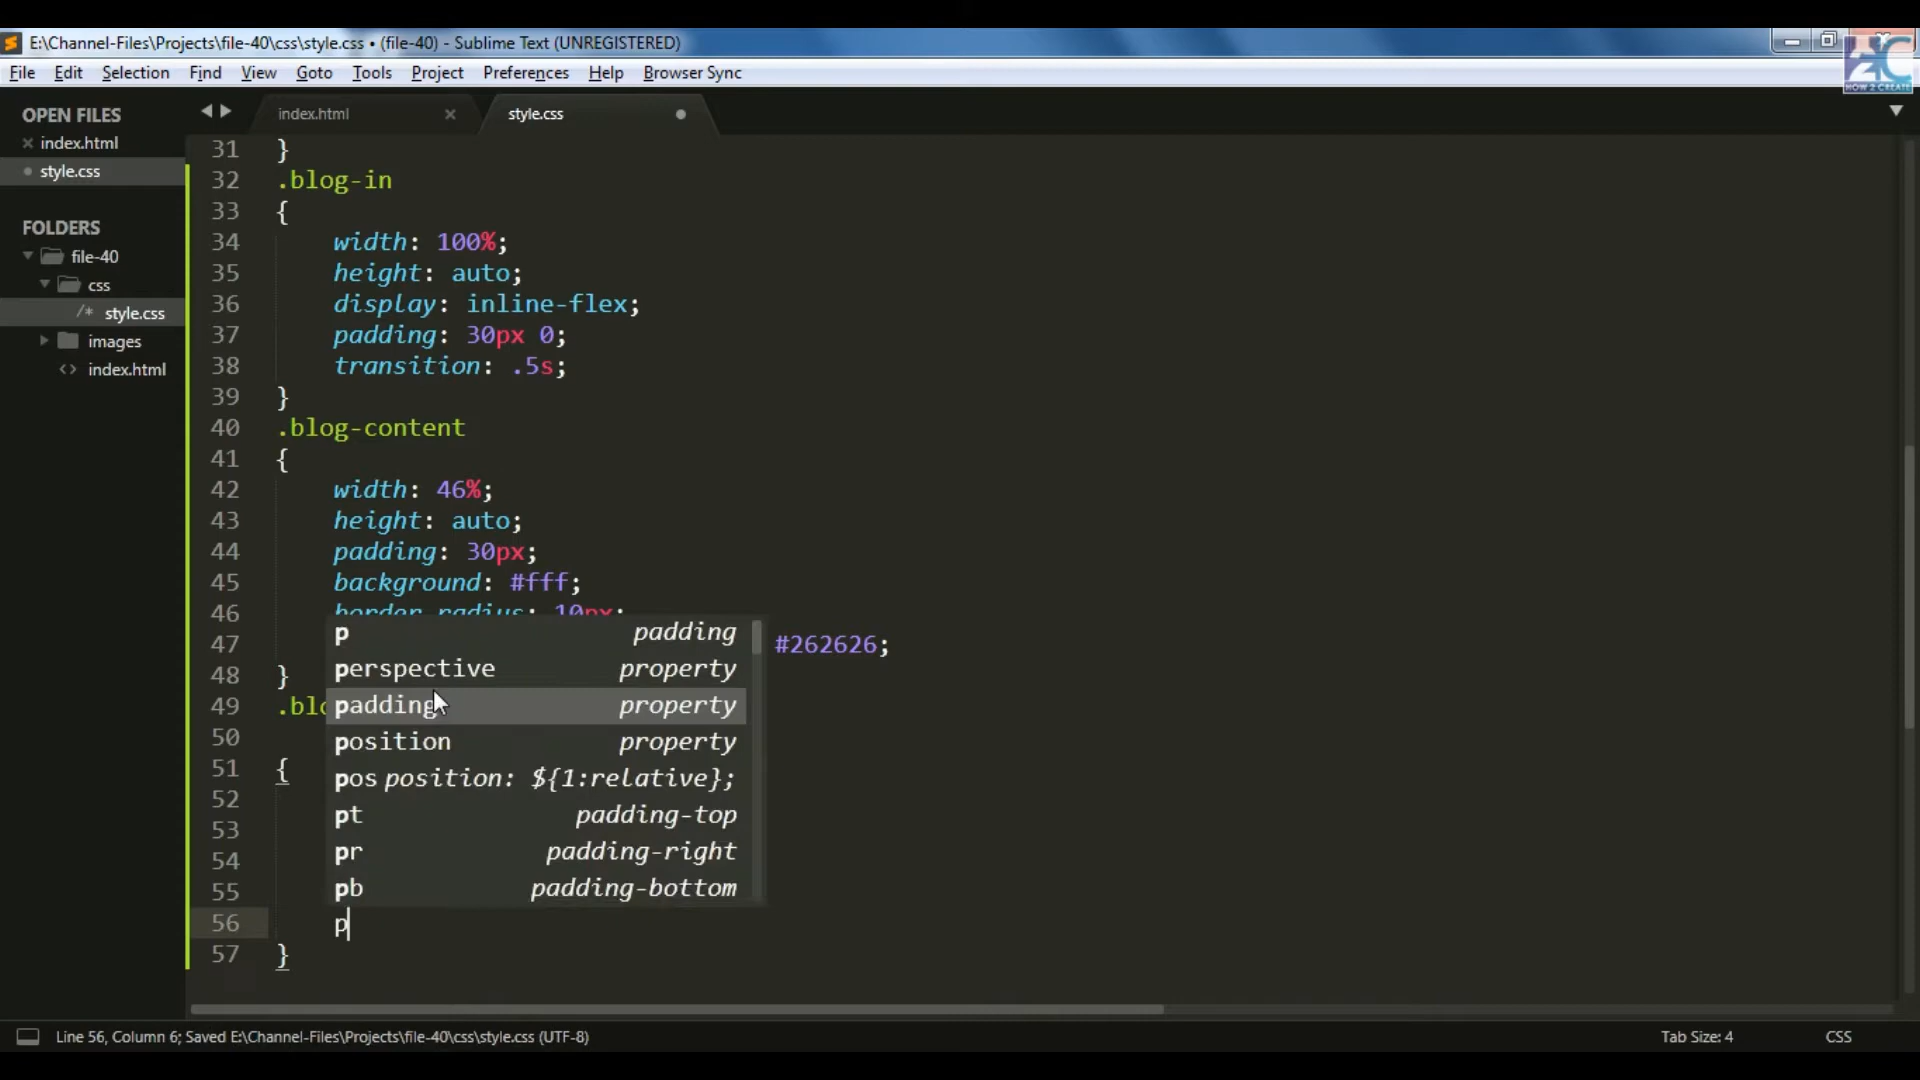 E:\Channel-Files\Projects\file-40\css\style.css • (file-40) - Sublime Text (UNREGISTERED)
File Edit Selection Find View Goto Tools Project Preferences Help Browser Sync
HOW 2 CREATE
OPEN FILES
index.html
style.css
FOLDERS
file-40
css
/* style.css
images
<> index.html
index.html
style.css
31 }
32 .blog-in
33 {
34 width: 100%;
35 height: auto;
36 display: inline-flex;
37 padding: 30px 0;
38 transition: .5s;
39 }
40 .blog-content
41 {
42 width: 46%;
43 height: auto;
44 padding: 30px;
45 background: #fff;
46 border-radius: 10px;
47 #262626;
48 }
49 .blo
50
51 {
52
53
54
55
56 p
57 }
p padding
perspective property
padding property
position property
pos position: ${1:relative};
pt padding-top
pr padding-right
pb padding-bottom
Line 56, Column 6; Saved E:\Channel-Files\Projects\file-40\css\style.css (UTF-8)
Tab Size: 4
CSS